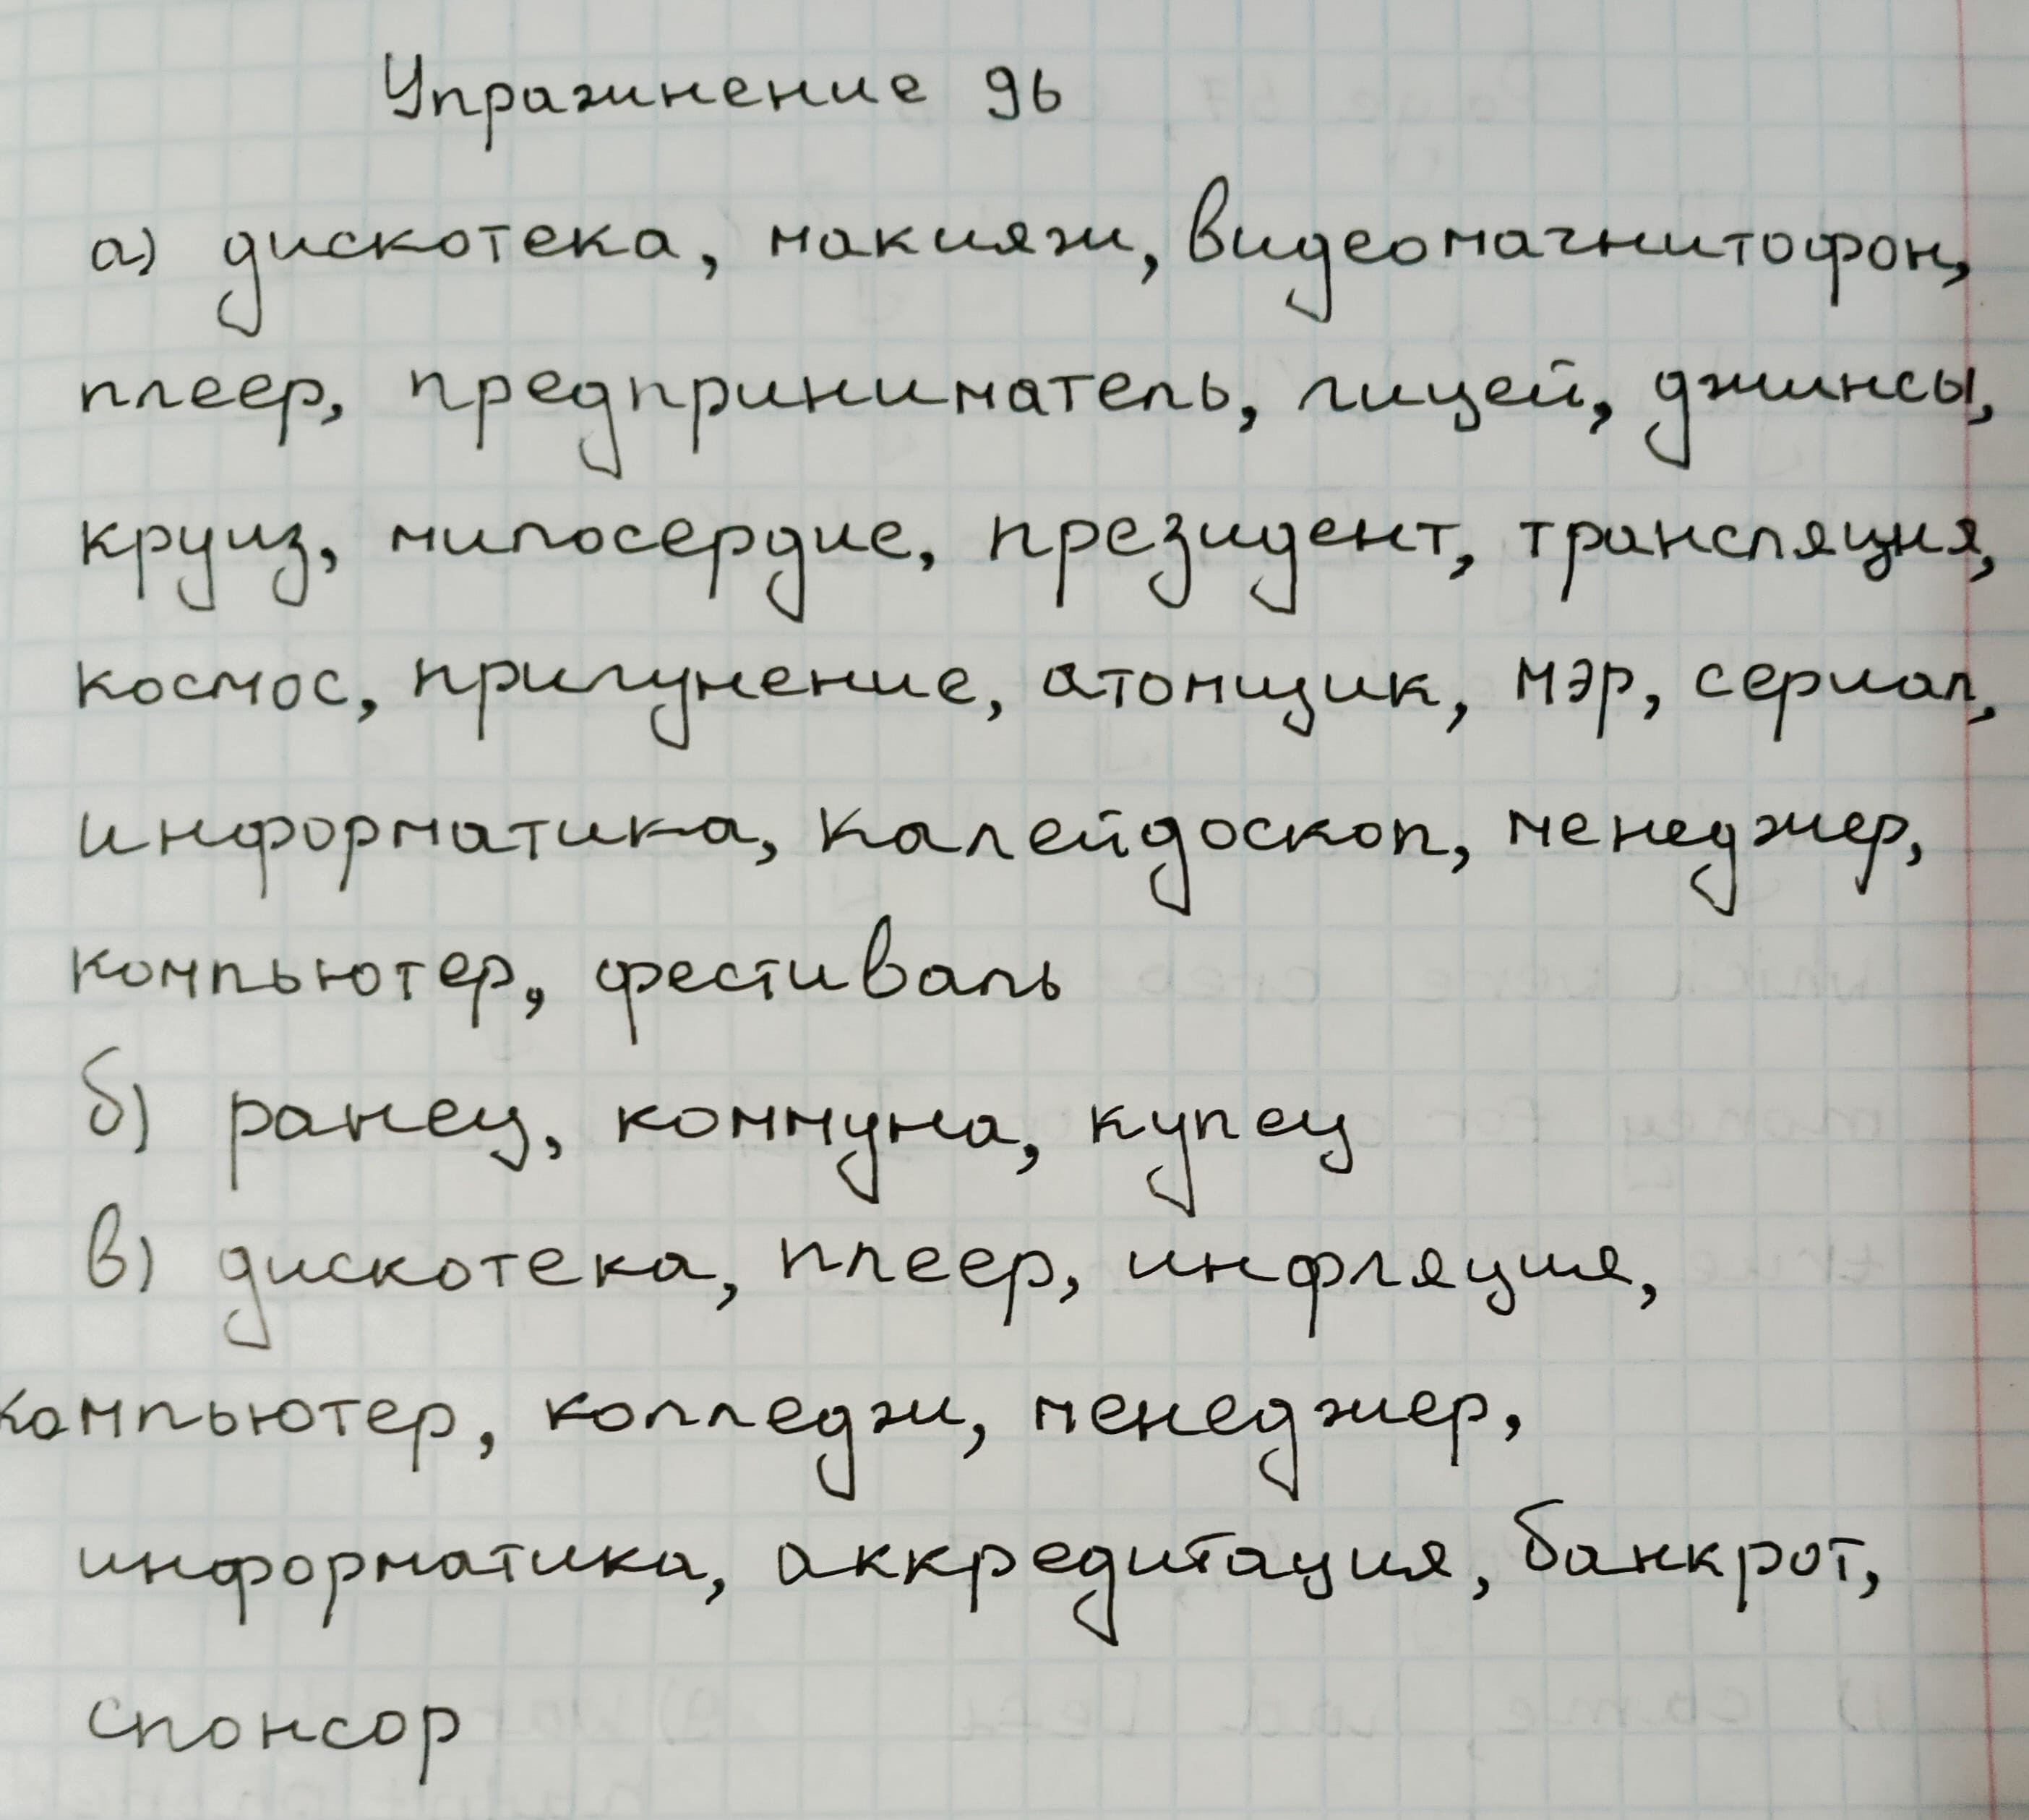 Упражнение 96
а) дискотека, макияж, видеомагнитофон,
плеер, предприниматель, лицей, джинсы,
круиз, милосердие, президент, трансляция,
космос, прилунение, атомщик, мэр, сериал,
информатика, калейдоскоп, менеджер,
компьютер, фестиваль
б) ранец, коммуна, купец
в) дискотека, плеер, инфляция,
компьютер, колледж, менеджер,
информатика, аккредитация, банкрот,
спонсор